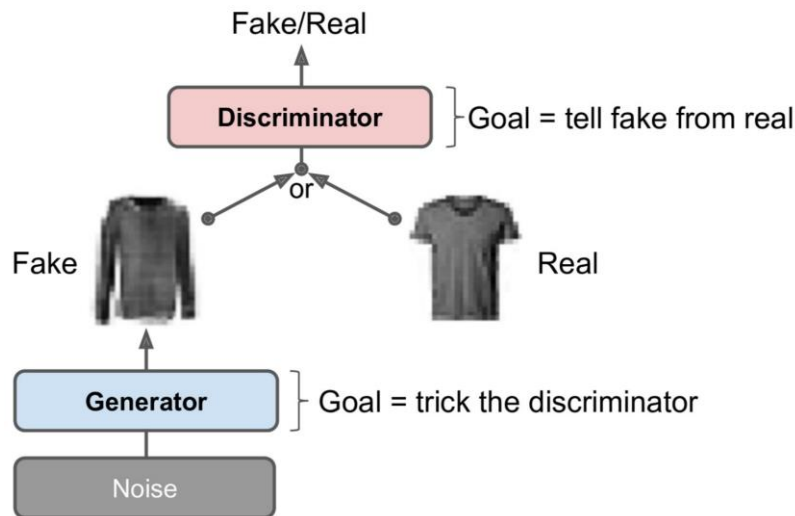 Fake/Real
Discriminator
Goal = tell fake from real
or
Fake
Real
Generator
Goal = trick the discriminator
Noise